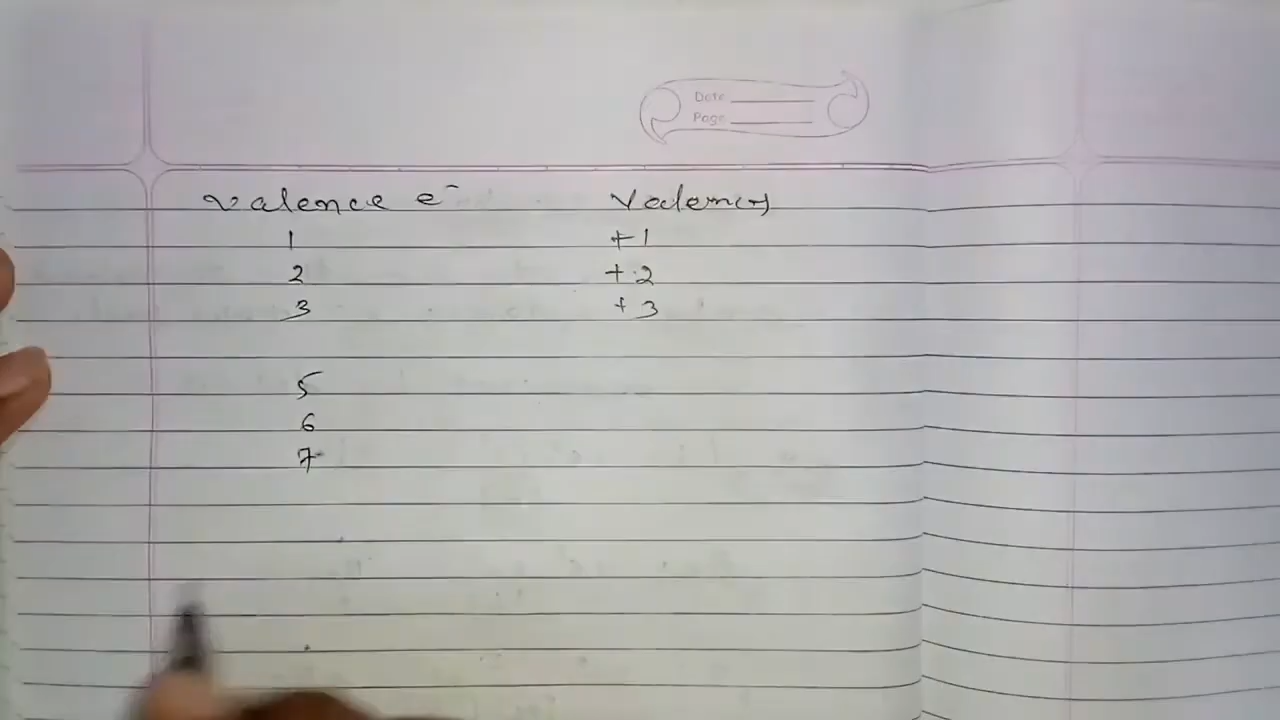 Date
Page
valence e⁻ Valency
1 +1
2 +2
3 +3
5
6
7